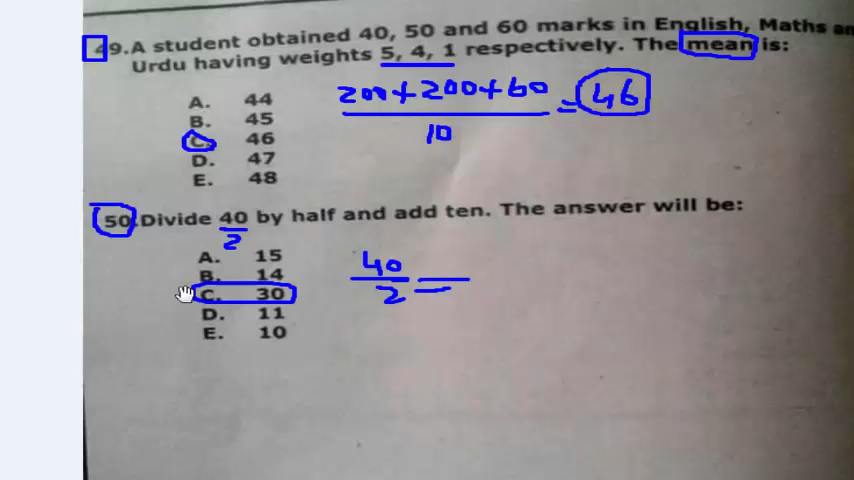 49.A student obtained 40, 50 and 60 marks in English, Maths an
Urdu having weights 5, 4, 1 respectively. The mean is:
A. 44
B. 45
C. 46
D. 47
E. 48
200+200+60
10
= 46
50.Divide 40 by half and add ten. The answer will be:
2
A. 15
B. 14
C. 30
D. 11
E. 10
40
2
=